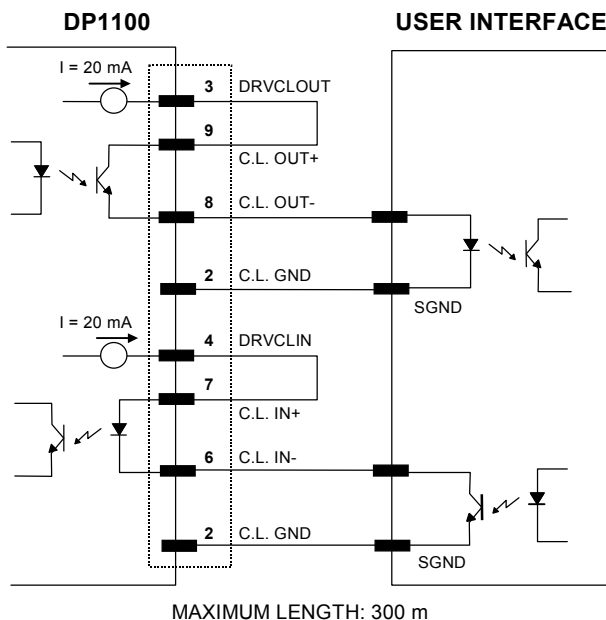 DP1100
USER INTERFACE
I = 20 mA
3 DRVCLOUT
9
C.L. OUT+
8 C.L. OUT-
2 C.L. GND
SGND
I = 20 mA
4 DRVCLIN
7
C.L. IN+
6 C.L. IN-
2 C.L. GND
SGND
MAXIMUM LENGTH: 300 m